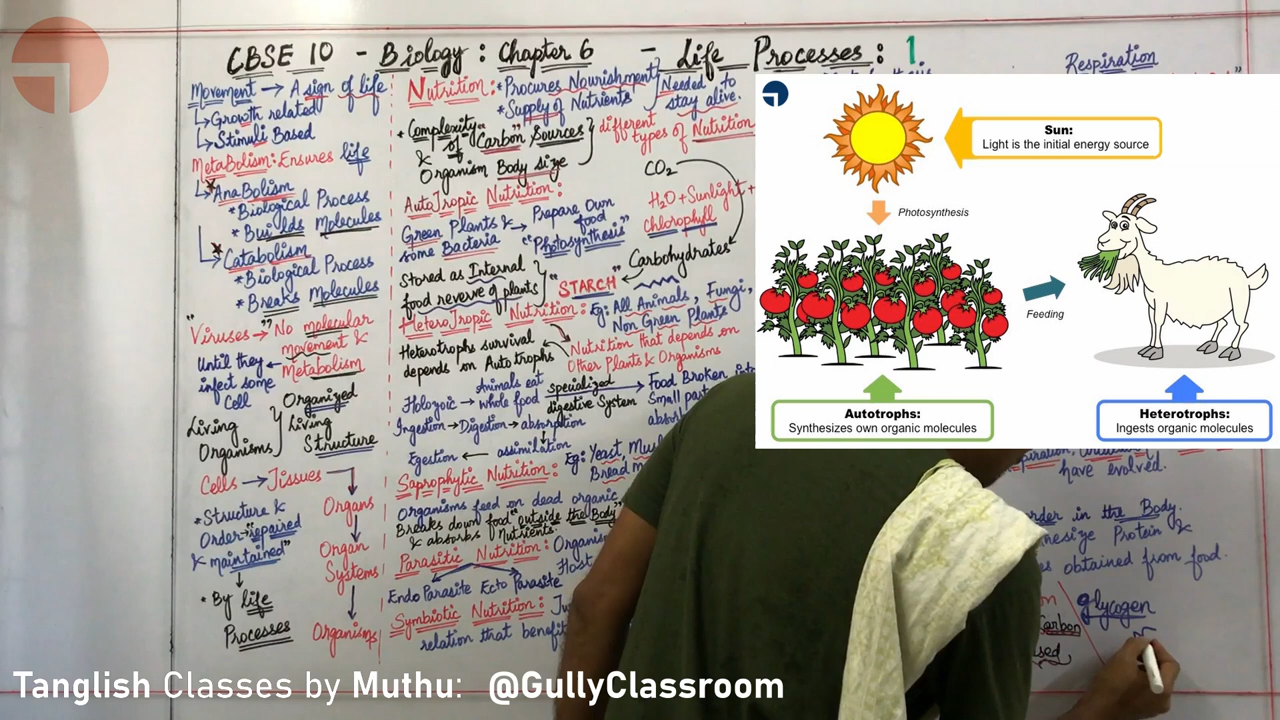 CBSE 10 - Biology : Chapter 6 - Life Processes : 1.
Movement → A sign of life
↳ Growth related
↳ Stimuli Based
MetaBolism: Ensures life
↳ AnaBolism
* Biological Process
* Builds Molecules
↳ Catabolism
* Biological Process
* Breaks Molecules
"Viruses" → No molecular
movement &
Metabolism
Until they
infect some
Cell
Living
Organisms
Organized
Living
Structure
Cells → Tissues
Organs
Organ
Systems
Organisms
* Structure &
Order "repaired
& maintained"
* By life
Processes
Nutrition: * Procures Nourishment
* Supply of Nutrients
Needed to
stay alive.
* Complexity
of "Carbon" Sources
&
Organism Body size
different
types of Nutrition
AutoTropic Nutrition:
Green Plants &
some Bacteria
→ Prepare Own
food
"Photosynthesis"
CO2
H2O + Sunlight +
chlorophyll
Carbohydrates
Stored as Internal
food reserve of plants
"STARCH"
HeteroTropic Nutrition:
Eg: All Animals, Fungi,
Non Green Plants
Heterotrophs survival
depends on Autotrophs
Nutrition that depends on
Other Plants & Organisms
Holozoic → Animals eat
whole food
specialized
digestive System
Food Broken
Small
Ingestion → Digestion → absorption
Egestion ← assimilation
Saprophytic Nutrition:
Eg: Yeast,
Bread
Organisms feed on dead organic
Breaks down food "outside the Body"
& absorbs Nutrients.
Parasitic Nutrition:
Host
Endo Parasite Ecto Parasite
Symbiotic Nutrition:
relation that
Respiration
have evolved.
order in the Body.
Protein &
obtained from food.
glycogen
Carbon
Sun:
Light is the initial energy source
Photosynthesis
Feeding
Autotrophs:
Synthesizes own organic molecules
Heterotrophs:
Ingests organic molecules
Tanglish Classes by Muthu: @GullyClassroom